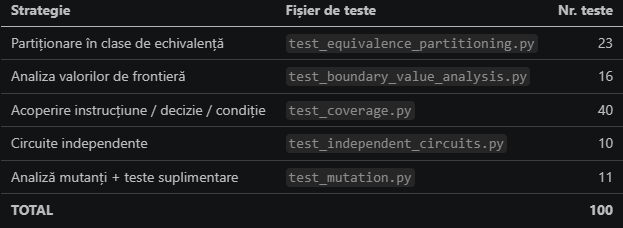 Strategie Fișier de teste Nr. teste
Partiționare în clase de echivalență test_equivalence_partitioning.py 23
Analiza valorilor de frontieră test_boundary_value_analysis.py 16
Acoperire instrucțiune / decizie / condiție test_coverage.py 40
Circuite independente test_independent_circuits.py 10
Analiză mutanți + teste suplimentare test_mutation.py 11
TOTAL 100